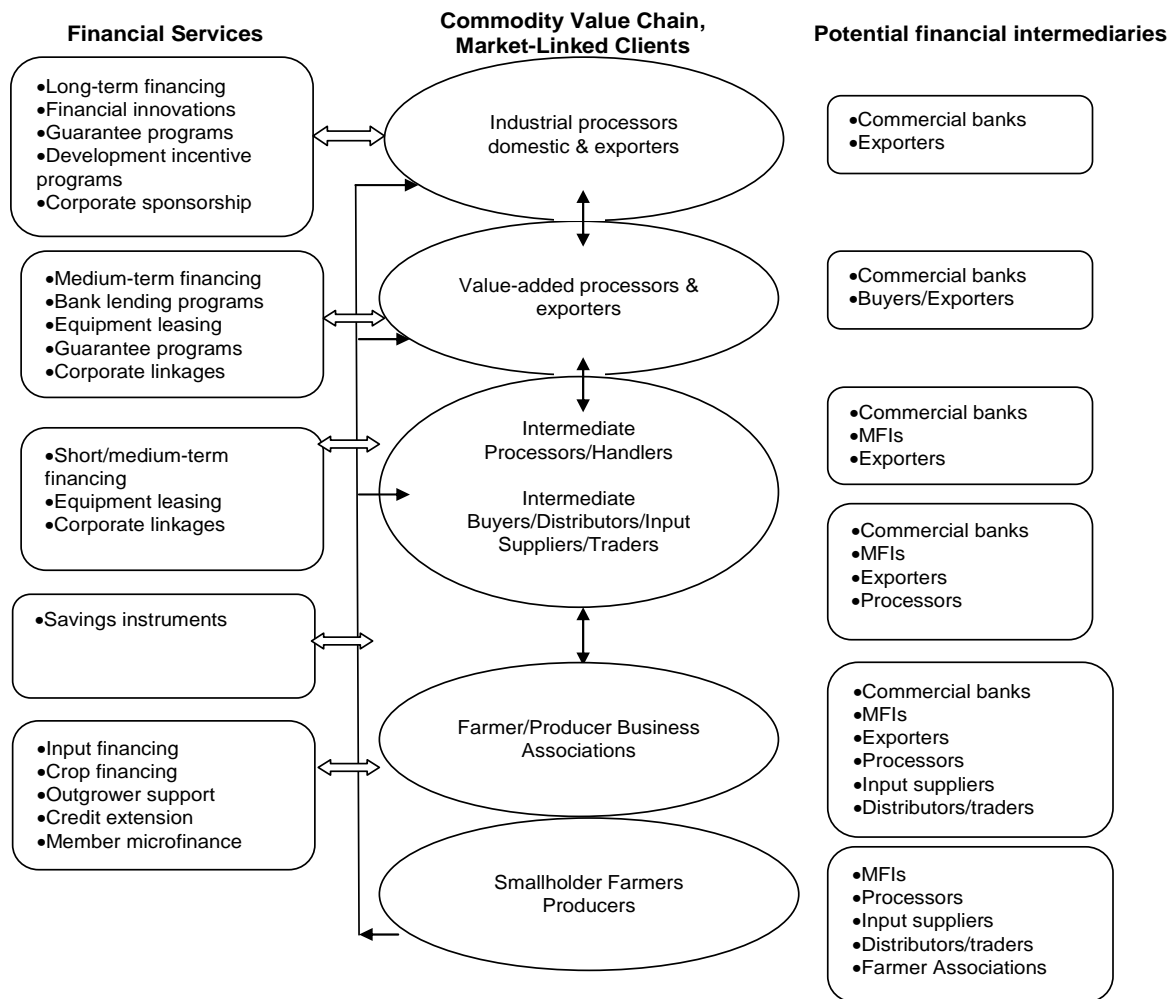 Financial Services
Commodity Value Chain,
Market-Linked Clients
Potential financial intermediaries
•Long-term financing
•Financial innovations
•Guarantee programs
•Development incentive
programs
•Corporate sponsorship
Industrial processors
domestic & exporters
•Commercial banks
•Exporters
•Medium-term financing
•Bank lending programs
•Equipment leasing
•Guarantee programs
•Corporate linkages
Value-added processors &
exporters
•Commercial banks
•Buyers/Exporters
•Short/medium-term
financing
•Equipment leasing
•Corporate linkages
Intermediate
Processors/Handlers
Intermediate
Buyers/Distributors/Input
Suppliers/Traders
•Commercial banks
•MFIs
•Exporters
•Commercial banks
•MFIs
•Exporters
•Processors
•Savings instruments
•Input financing
•Crop financing
•Outgrower support
•Credit extension
•Member microfinance
Farmer/Producer Business
Associations
•Commercial banks
•MFIs
•Exporters
•Processors
•Input suppliers
•Distributors/traders
Smallholder Farmers
Producers
•MFIs
•Processors
•Input suppliers
•Distributors/traders
•Farmer Associations